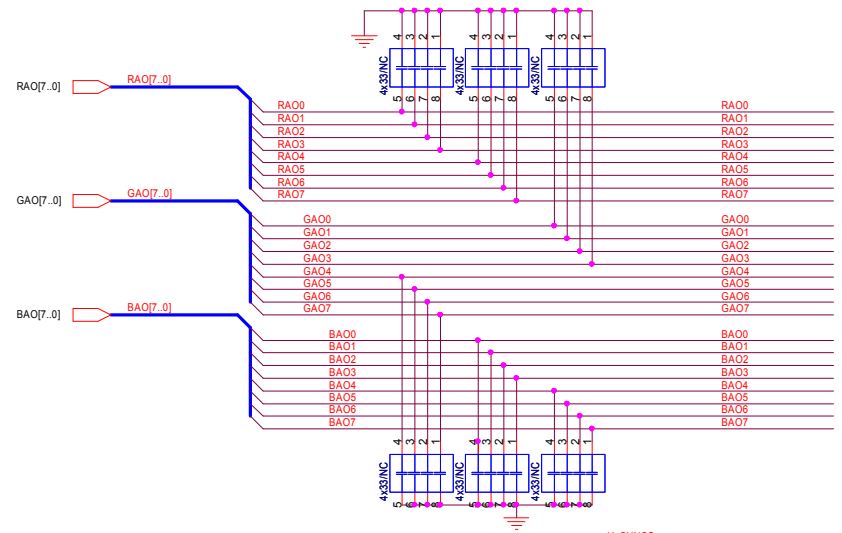 4 3 2 1 4 3 2 1 4 3 2 1
4x33/NC 4x33/NC 4x33/NC
5 6 7 8 5 6 7 8 5 6 7 8
RAO[7..0] RAO[7..0]
RAO0 RAO0
RAO1 RAO1
RAO2 RAO2
RAO3 RAO3
RAO4 RAO4
RAO5 RAO5
RAO6 RAO6
RAO7 RAO7
GAO[7..0] GAO[7..0]
GAO0 GAO0
GAO1 GAO1
GAO2 GAO2
GAO3 GAO3
GAO4 GAO4
GAO5 GAO5
GAO6 GAO6
GAO7 GAO7
BAO[7..0] BAO[7..0]
BAO0 BAO0
BAO1 BAO1
BAO2 BAO2
BAO3 BAO3
BAO4 BAO4
BAO5 BAO5
BAO6 BAO6
BAO7 BAO7
4 3 2 1 4 3 2 1 4 3 2 1
4x33/NC 4x33/NC 4x33/NC
5 6 7 8 5 6 7 8 5 6 7 8